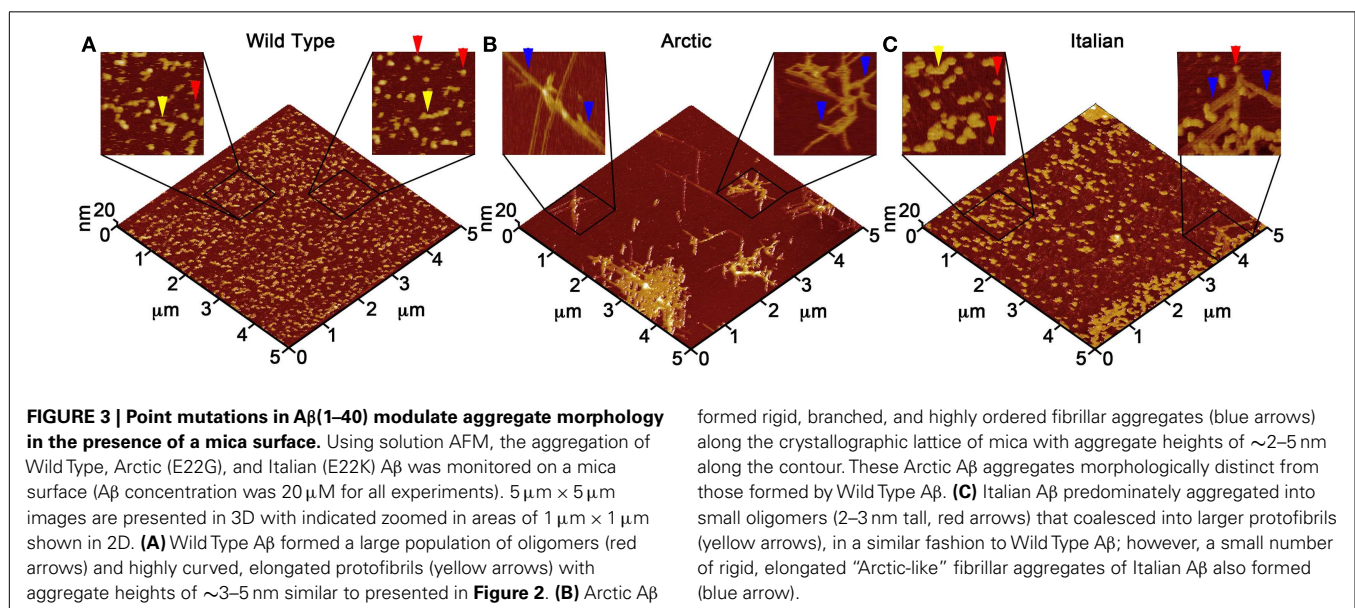 A
Wild Type
B
Arctic
C
Italian
nm
20
0
1
2
3
4
5
μm
0
1
2
3
4
5
μm
nm
20
0
1
2
3
4
5
μm
0
1
2
3
4
5
μm
nm
20
0
1
2
3
4
5
μm
0
1
2
3
4
5
μm
FIGURE 3 | Point mutations in Aβ(1–40) modulate aggregate morphology
in the presence of a mica surface. Using solution AFM, the aggregation of
Wild Type, Arctic (E22G), and Italian (E22K) Aβ was monitored on a mica
surface (Aβ concentration was 20 μM for all experiments). 5 μm × 5 μm
images are presented in 3D with indicated zoomed in areas of 1 μm × 1 μm
shown in 2D. (A) Wild Type Aβ formed a large population of oligomers (red
arrows) and highly curved, elongated protofibrils (yellow arrows) with
aggregate heights of ∼3–5 nm similar to presented in Figure 2. (B) Arctic Aβ
formed rigid, branched, and highly ordered fibrillar aggregates (blue arrows)
along the crystallographic lattice of mica with aggregate heights of ∼2–5 nm
along the contour. These Arctic Aβ aggregates morphologically distinct from
those formed by Wild Type Aβ. (C) Italian Aβ predominately aggregated into
small oligomers (2–3 nm tall, red arrows) that coalesced into larger protofibrils
(yellow arrows), in a similar fashion to Wild Type Aβ; however, a small number
of rigid, elongated “Arctic-like” fibrillar aggregates of Italian Aβ also formed
(blue arrow).